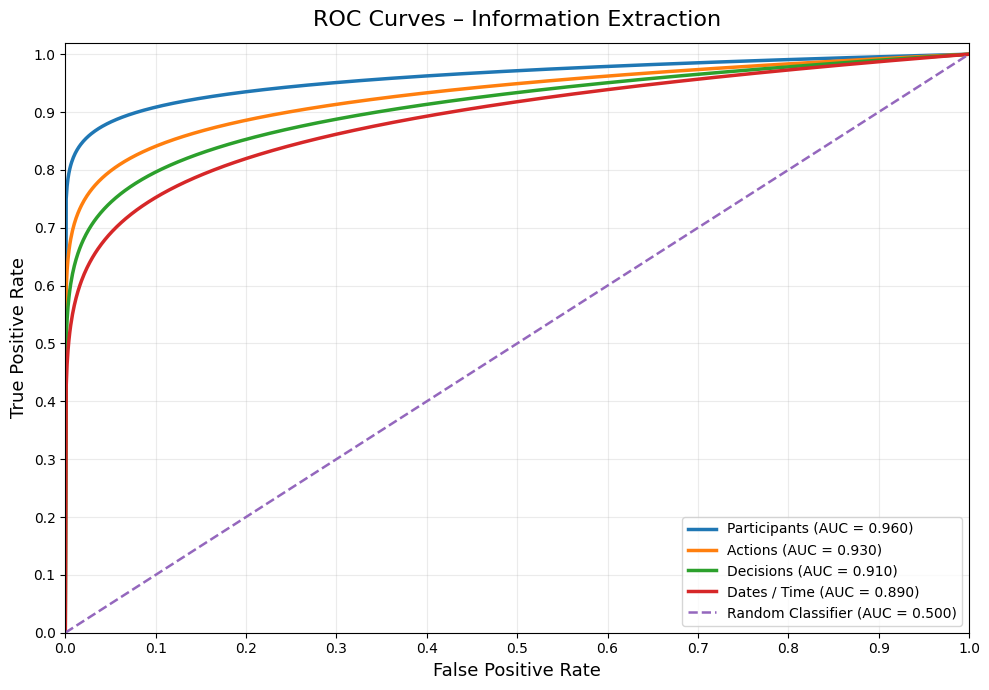 ROC Curves – Information Extraction
True Positive Rate
1.0
0.9
0.8
0.7
0.6
0.5
0.4
0.3
0.2
0.1
0.0
Participants (AUC = 0.960)
Actions (AUC = 0.930)
Decisions (AUC = 0.910)
Dates / Time (AUC = 0.890)
Random Classifier (AUC = 0.500)
0.0 0.1 0.2 0.3 0.4 0.5 0.6 0.7 0.8 0.9 1.0
False Positive Rate